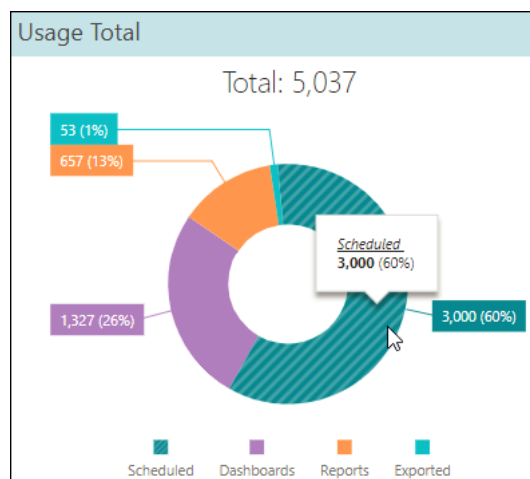 Usage Total
Total: 5,037
53 (1%)
657 (13%)
Scheduled
3,000 (60%)
1,327 (26%)
3,000 (60%)
Scheduled Dashboards Reports Exported